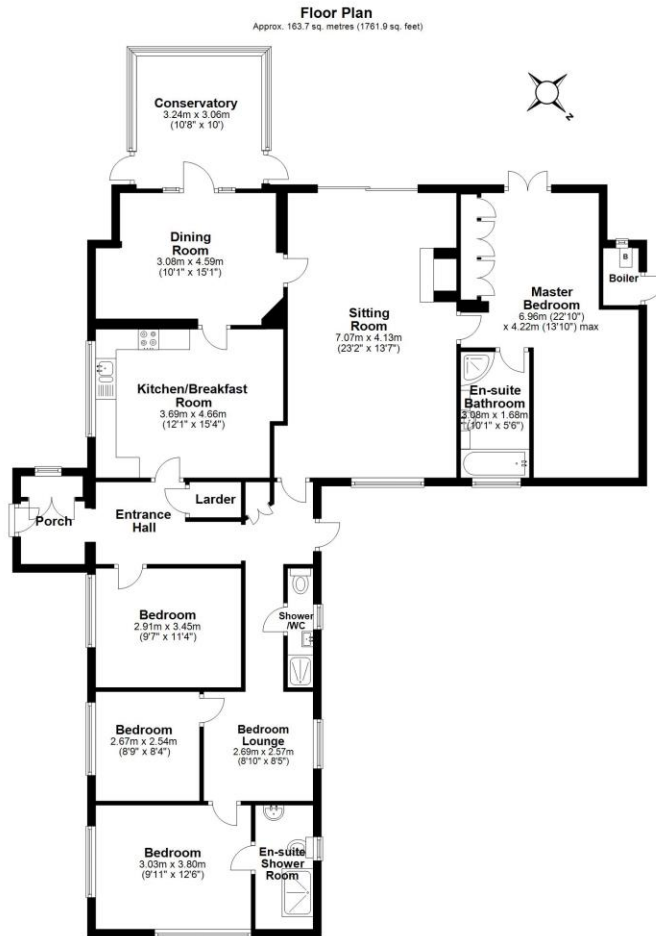 Floor Plan
Approx. 163.7 sq. metres (1761.9 sq. feet)
Conservatory
3.24m x 3.06m
(10'8" x 10')
N
Dining
Room
3.08m x 4.59m
(10'1" x 15'1")
Sitting
Room
7.07m x 4.13m
(23'2" x 13'7")
Master
Bedroom
6.96m (22'10")
x 4.22m (13'10") max
B
Boiler
Kitchen/Breakfast
Room
3.69m x 4.66m
(12'1" x 15'4")
En-suite
Bathroom
3.08m x 1.68m
(10'1" x 5'6")
Porch
Entrance
Hall
Larder
Bedroom
2.91m x 3.45m
(9'7" x 11'4")
Shower
/WC
Bedroom
2.67m x 2.54m
(8'9" x 8'4")
Bedroom
Lounge
2.69m x 2.57m
(8'10" x 8'5")
Bedroom
3.03m x 3.80m
(9'11" x 12'6")
En-suite
Shower
Room